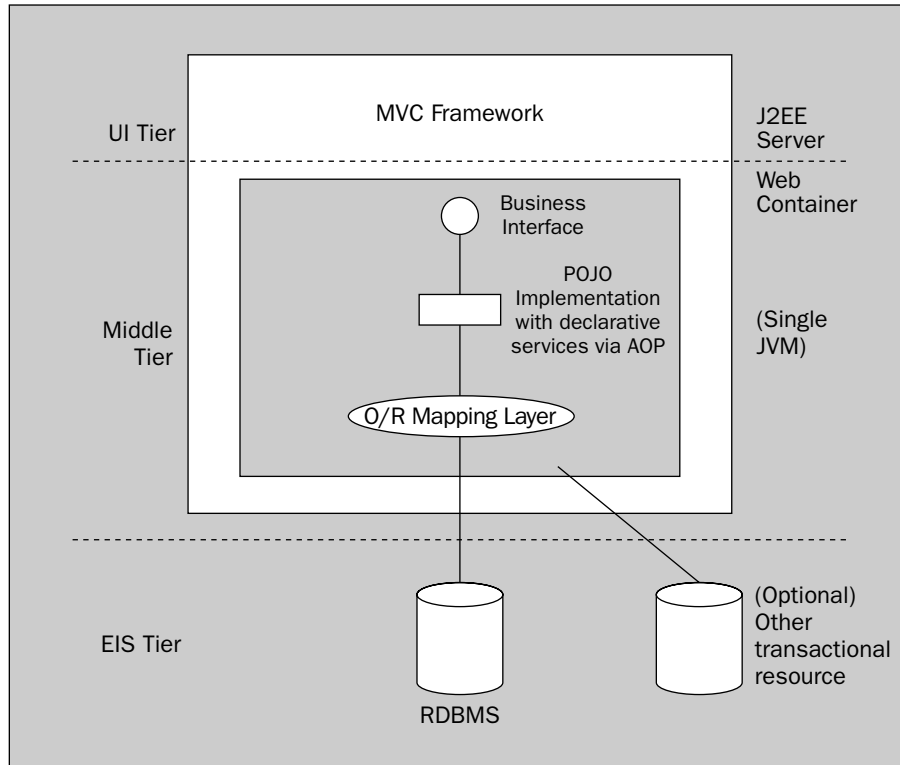 MVC Framework
UI Tier
J2EE
Server
Web
Container
Business
Interface
POJO
Implementation
with declarative
services via AOP
Middle
Tier
(Single
JVM)
O/R Mapping Layer
EIS Tier
RDBMS
(Optional)
Other
transactional
resource